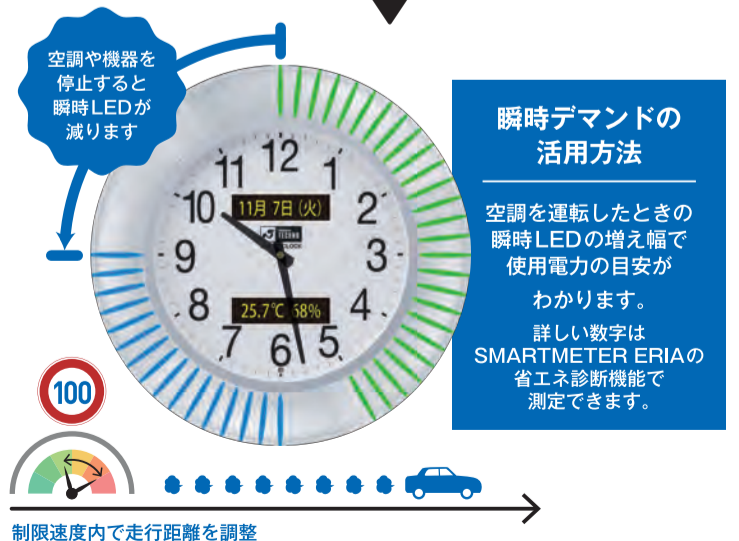 空調や機器を
停止すると
瞬時LEDが
減ります
12
1
2
3
4
5
6
7
8
9
10
11
11月 7日(火)
TECHNO
CLOCK
25.7℃ 68%
瞬時デマンドの
活用方法
空調を運転したときの
瞬時LEDの増え幅で
使用電力の目安が
わかります。
詳しい数字は
SMARTMETER ERIAの
省エネ診断機能で
測定できます。
100
制限速度内で走行距離を調整